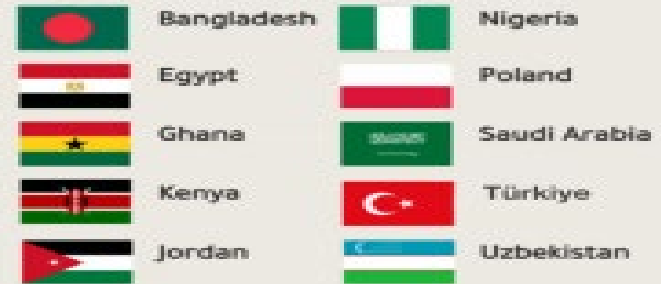 Bangladesh
Egypt
Ghana
Kenya
Jordan
Nigeria
Poland
Saudi Arabia
Türkiye
Uzbekistan